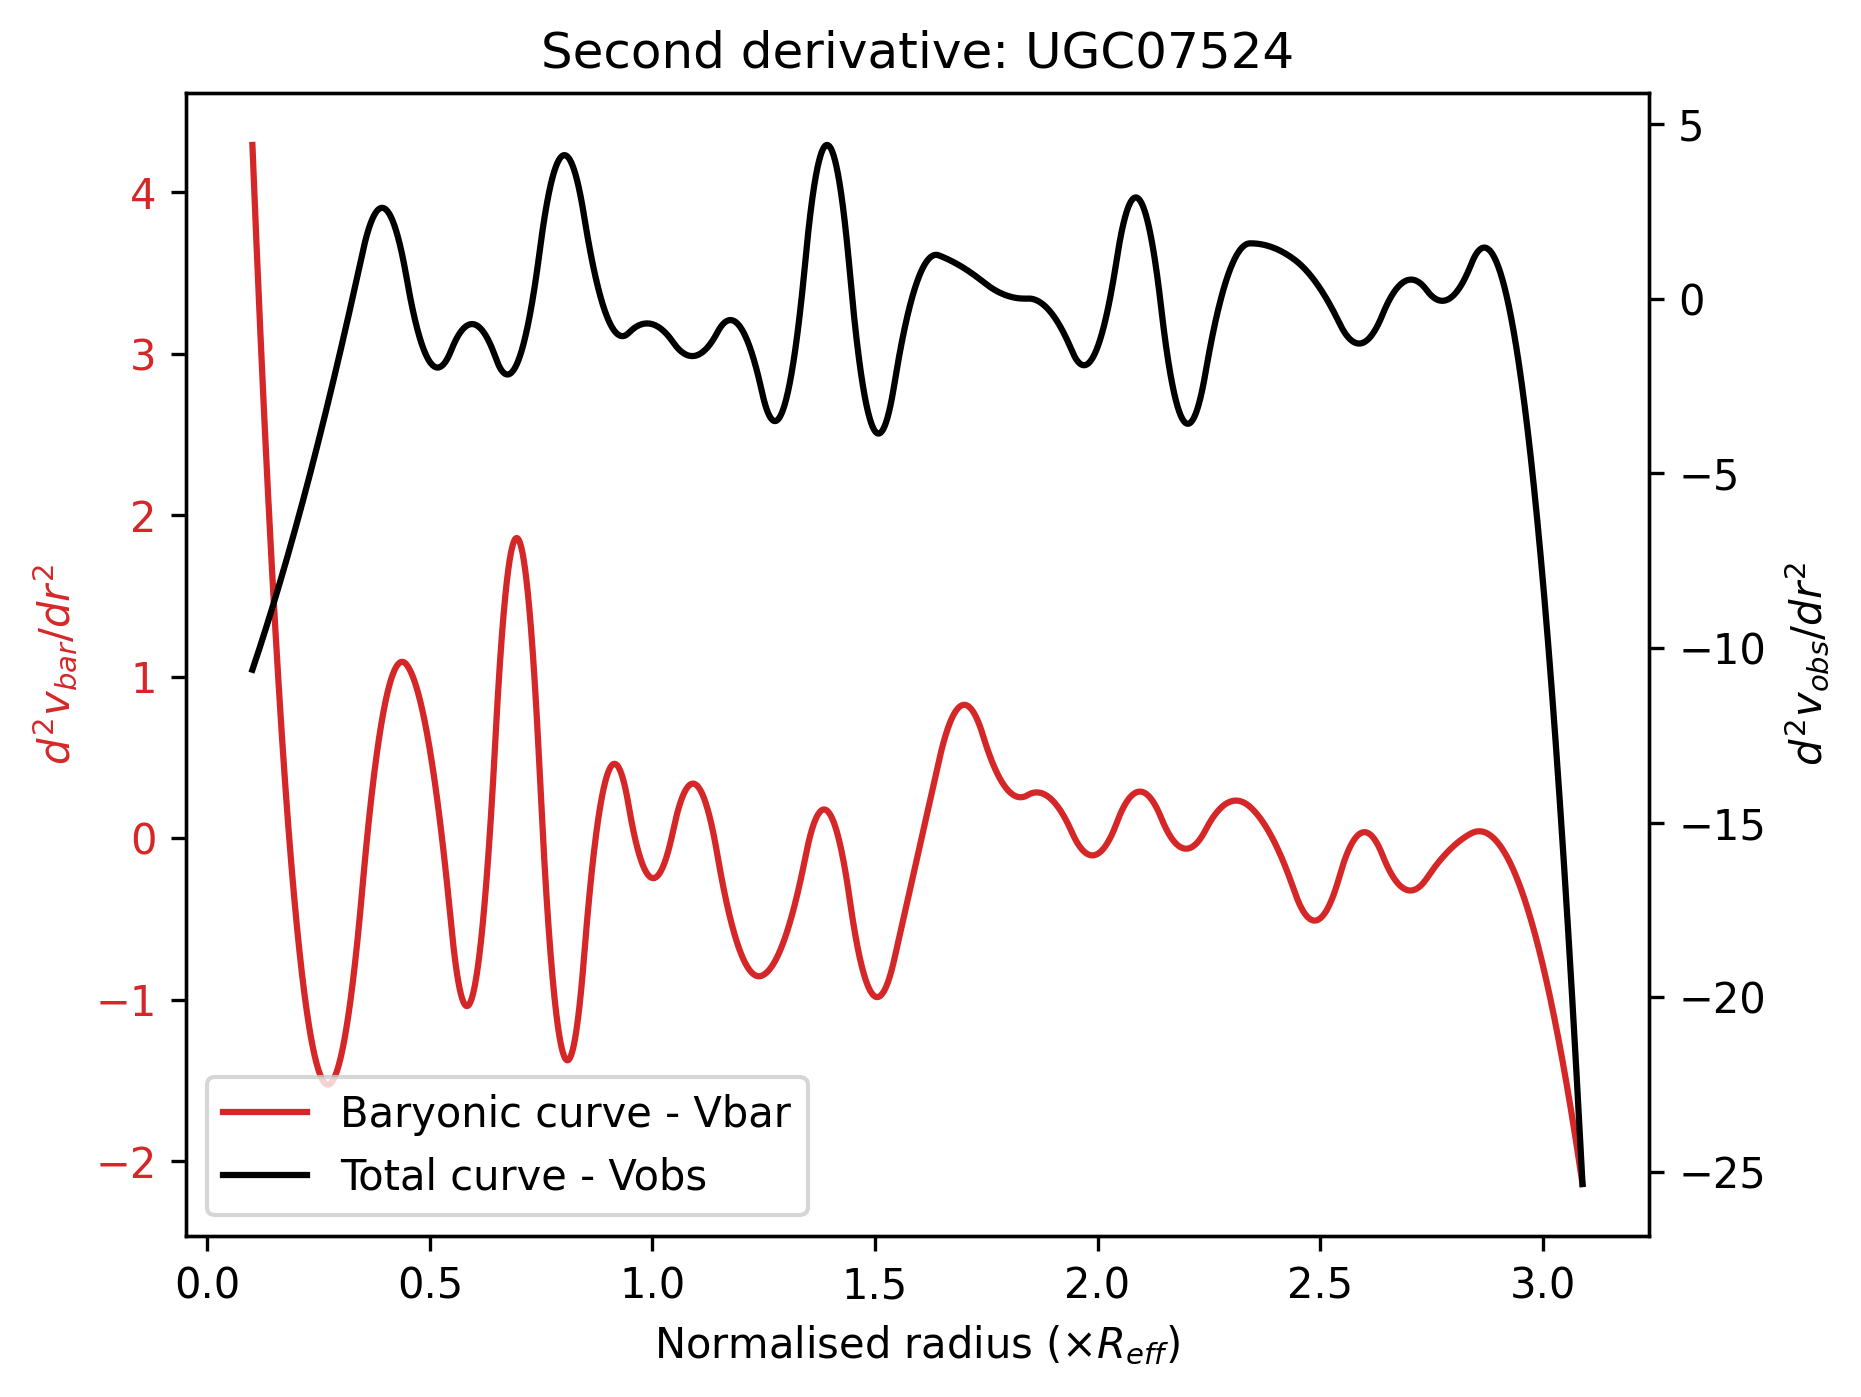 Second derivative: UGC07524
4
3
2
1
0
−1
−2
d²v_bar/dr²
5
0
−5
−10
−15
−20
−25
d²v_obs/dr²
Baryonic curve - Vbar
Total curve - Vobs
0.0 0.5 1.0 1.5 2.0 2.5 3.0
Normalised radius (×R_eff)